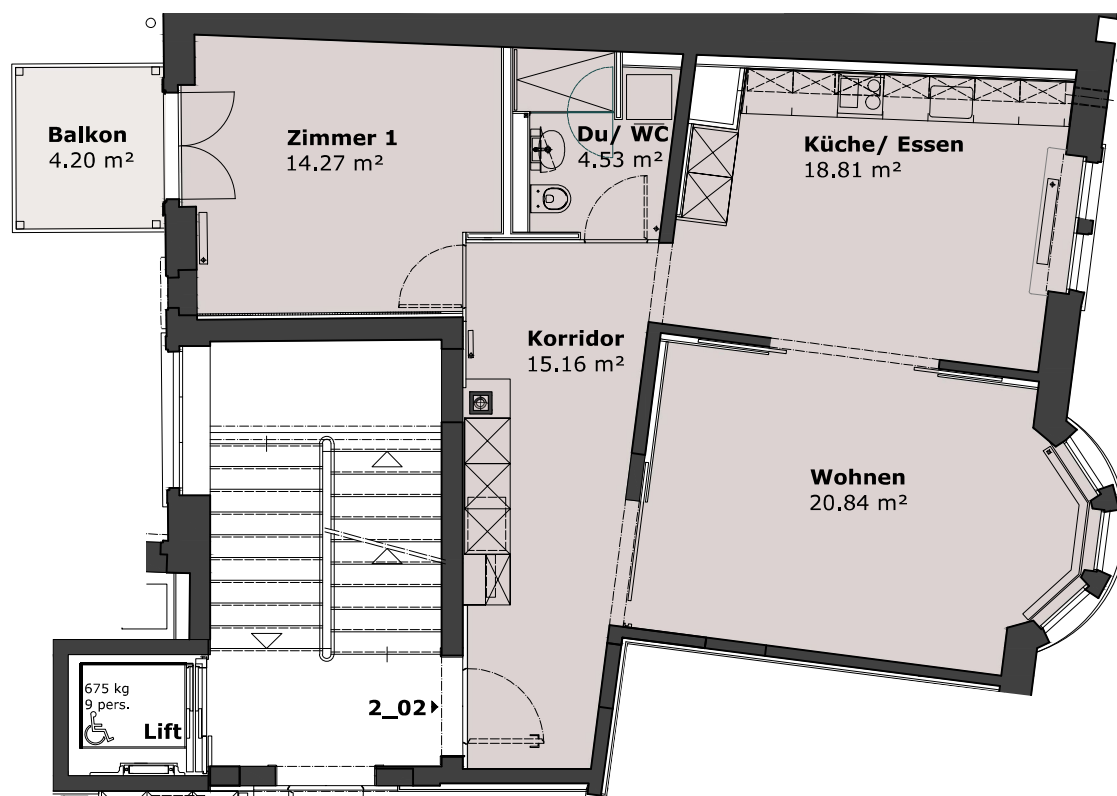 Balkon
4.20 m²
Zimmer 1
14.27 m²
Du/ WC
4.53 m²
Küche/ Essen
18.81 m²
Korridor
15.16 m²
Wohnen
20.84 m²
675 kg
9 pers.
Lift
2_02